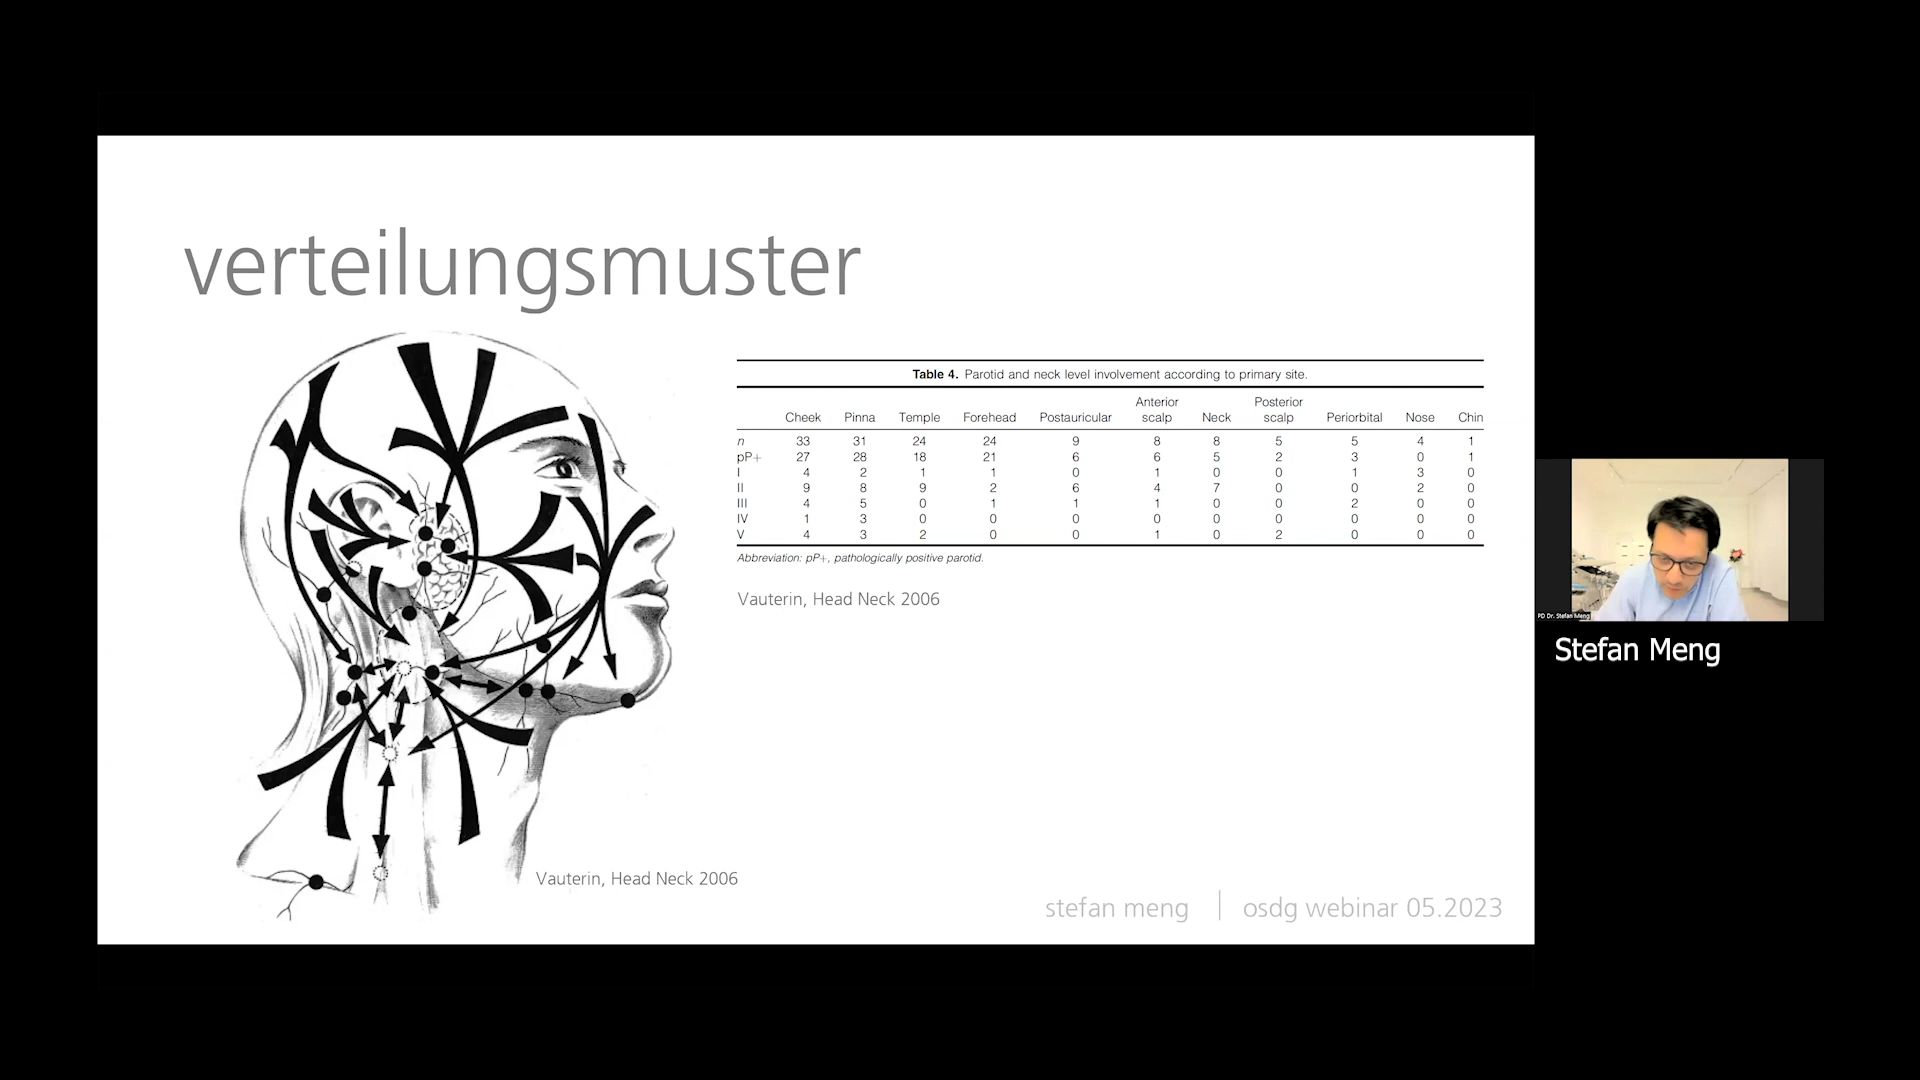 verteilungsmuster
Table 4. Parotid and neck level involvement according to primary site.
Cheek Pinna Temple Forehead Postauricular Anterior scalp Neck Posterior scalp Periorbital Nose Chin
n 33 31 24 24 9 8 8 5 5 4 1
pP+ 27 28 18 21 6 6 5 2 3 0 1
I 4 2 1 1 0 1 0 0 1 3 0
II 9 8 9 2 6 4 7 0 0 2 0
III 4 5 0 1 1 1 0 0 2 0 0
IV 1 3 0 0 0 0 0 0 0 0 0
V 4 3 2 0 0 1 0 2 0 0 0
Abbreviation: pP+, pathologically positive parotid.
Vauterin, Head Neck 2006
Vauterin, Head Neck 2006
stefan meng | osdg webinar 05.2023
PD Dr. Stefan Meng
Stefan Meng